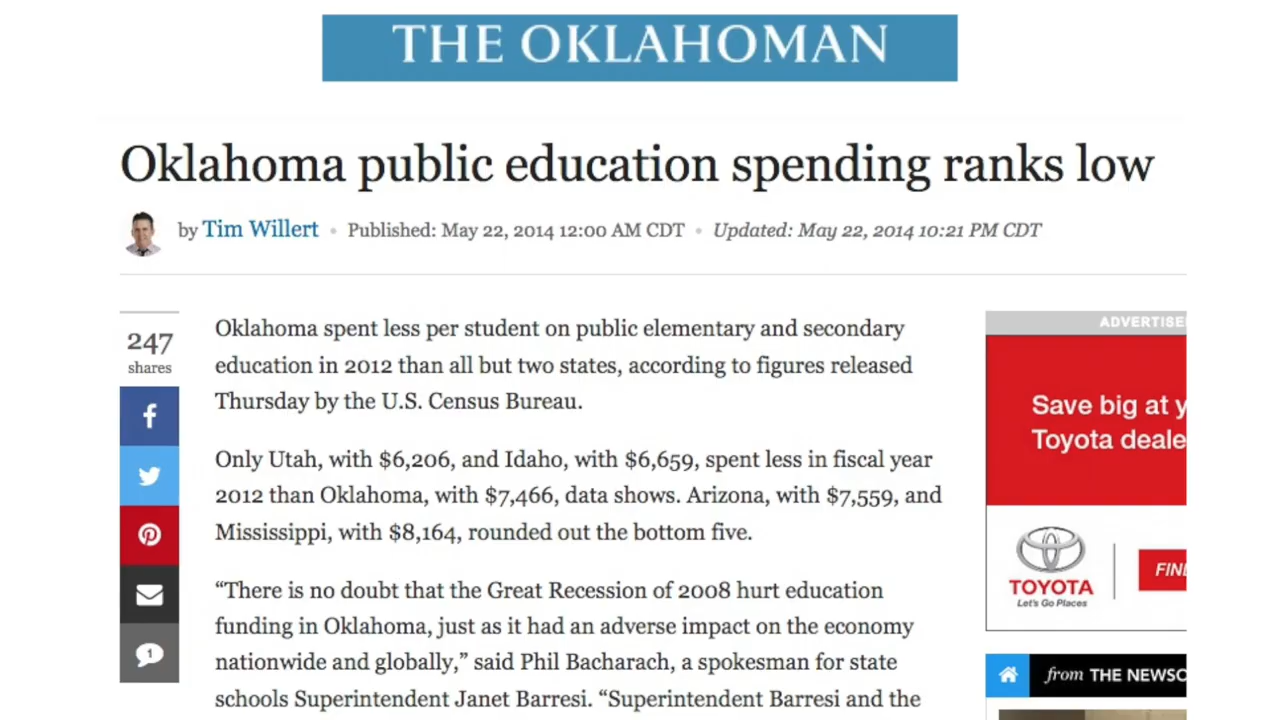 THE OKLAHOMAN
Oklahoma public education spending ranks low
by Tim Willert • Published: May 22, 2014 12:00 AM CDT • Updated: May 22, 2014 10:21 PM CDT
247
shares
f
1
Oklahoma spent less per student on public elementary and secondary
education in 2012 than all but two states, according to figures released
Thursday by the U.S. Census Bureau.
Only Utah, with $6,206, and Idaho, with $6,659, spent less in fiscal year
2012 than Oklahoma, with $7,466, data shows. Arizona, with $7,559, and
Mississippi, with $8,164, rounded out the bottom five.
“There is no doubt that the Great Recession of 2008 hurt education
funding in Oklahoma, just as it had an adverse impact on the economy
nationwide and globally,” said Phil Bacharach, a spokesman for state
schools Superintendent Janet Barresi. “Superintendent Barresi and the
ADVERTISE
Save big at y
Toyota deale
TOYOTA
Let's Go Places
FIN
from THE NEWSO